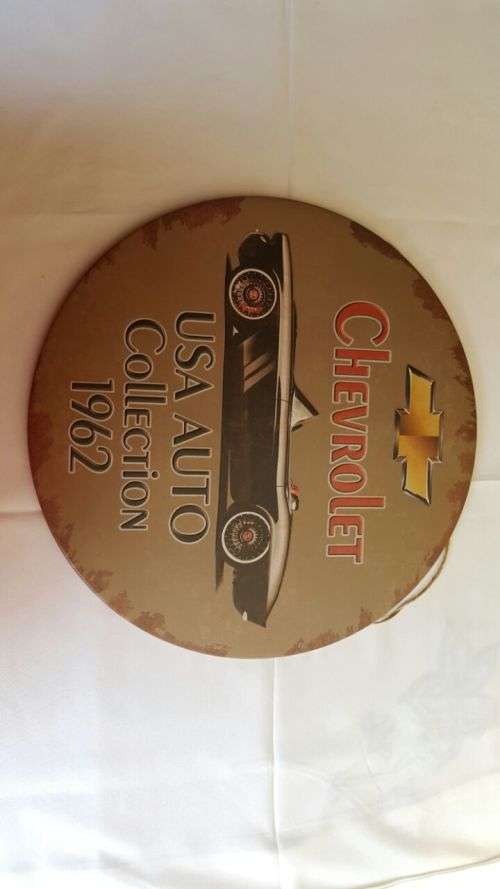 CHEVROLET
USA AUTO
COLLECTION
1962